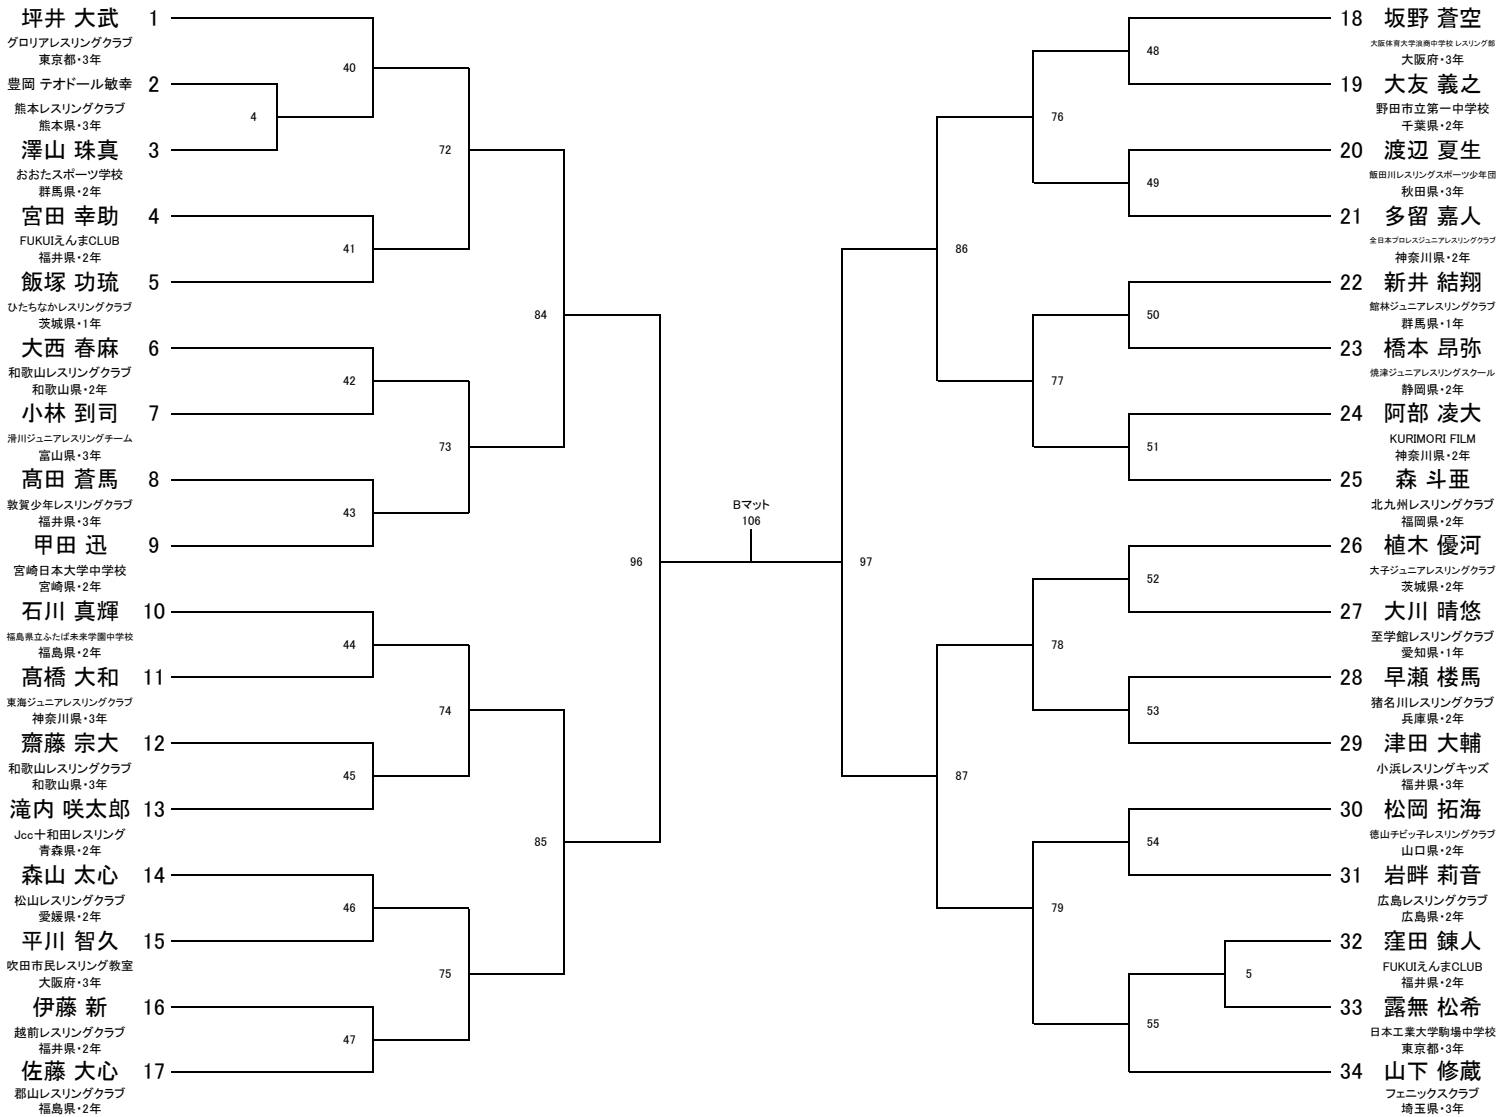 坪井 大武 1
グロリアレスリングクラブ
東京都・3年
豊岡 テオドール敏幸 2
熊本レスリングクラブ
熊本県・3年
澤山 珠真 3
おおたスポーツ学校
群馬県・2年
宮田 幸助 4
FUKUIえんまCLUB
福井県・2年
飯塚 功琉 5
ひたちなかレスリングクラブ
茨城県・1年
大西 春麻 6
和歌山レスリングクラブ
和歌山県・2年
小林 到司 7
滑川ジュニアレスリングチーム
富山県・3年
髙田 蒼馬 8
敦賀少年レスリングクラブ
福井県・3年
甲田 迅 9
宮崎日本大学中学校
宮崎県・2年
石川 真輝 10
福島県立ふたば未来学園中学校
福島県・2年
髙橋 大和 11
東海ジュニアレスリングクラブ
神奈川県・3年
齋藤 宗大 12
和歌山レスリングクラブ
和歌山県・3年
滝内 咲太郎 13
Jcc十和田レスリング
青森県・2年
森山 太心 14
松山レスリングクラブ
愛媛県・2年
平川 智久 15
吹田市民レスリング教室
大阪府・3年
伊藤 新 16
越前レスリングクラブ
福井県・2年
佐藤 大心 17
郡山レスリングクラブ
福島県・2年
4
40
41
42
43
44
45
46
47
72
73
74
75
84
85
96
Bマット
106
97
86
87
76
77
78
79
48
49
50
51
52
53
54
55
5
18 坂野 蒼空
大阪体育大学浪商中学校 レスリング部
大阪府・3年
19 大友 義之
野田市立第一中学校
千葉県・2年
20 渡辺 夏生
飯田川レスリングスポーツ少年団
秋田県・3年
21 多留 嘉人
全日本プロレスジュニアレスリングクラブ
神奈川県・2年
22 新井 結翔
館林ジュニアレスリングクラブ
群馬県・1年
23 橋本 昂弥
焼津ジュニアレスリングスクール
静岡県・2年
24 阿部 凌大
KURIMORI FILM
神奈川県・2年
25 森 斗亜
北九州レスリングクラブ
福岡県・2年
26 植木 優河
大子ジュニアレスリングクラブ
茨城県・2年
27 大川 晴悠
至学館レスリングクラブ
愛知県・1年
28 早瀬 楼馬
猪名川レスリングクラブ
兵庫県・2年
29 津田 大輔
小浜レスリングキッズ
福井県・3年
30 松岡 拓海
徳山チビッ子レスリングクラブ
山口県・2年
31 岩畔 莉音
広島レスリングクラブ
広島県・2年
32 窪田 錬人
FUKUIえんまCLUB
福井県・2年
33 露無 松希
日本工業大学駒場中学校
東京都・3年
34 山下 修蔵
フェニックスクラブ
埼玉県・3年